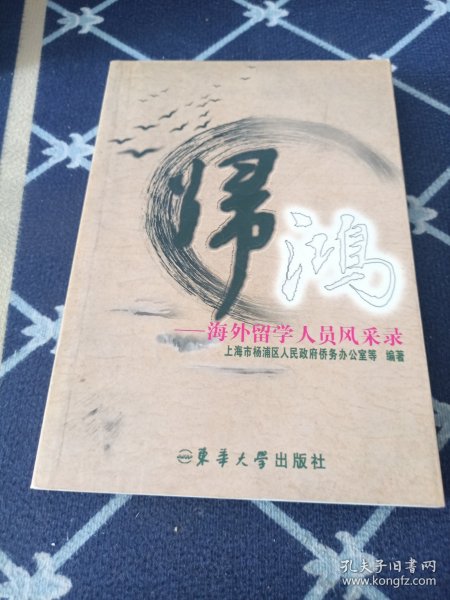 归鸿
——海外留学人员风采录
上海市杨浦区人民政府侨务办公室等 编著
東華大學出版社
孔夫子旧书网
www.kongfz.com